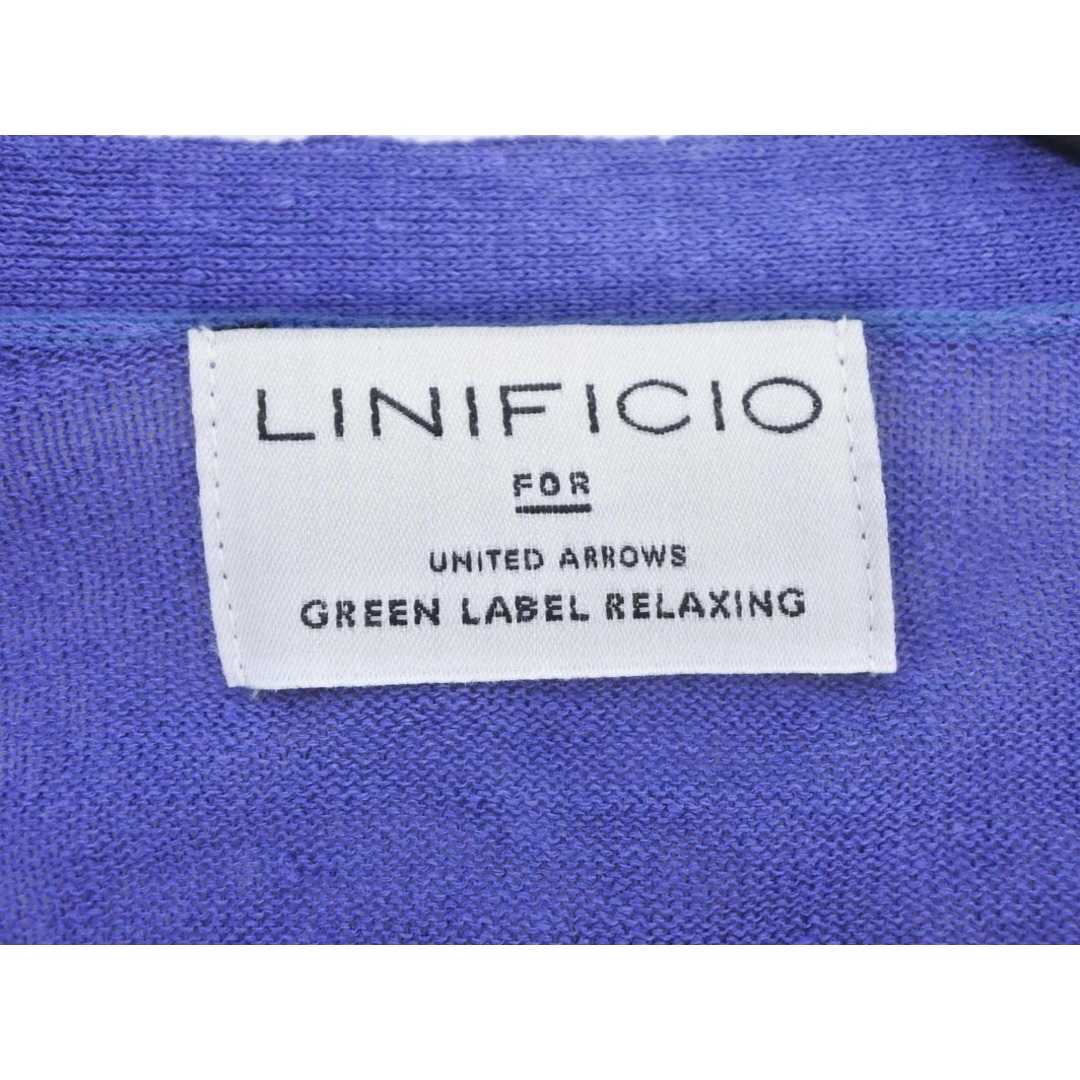 LINIFICIO
FOR
UNITED ARROWS
GREEN LABEL RELAXING